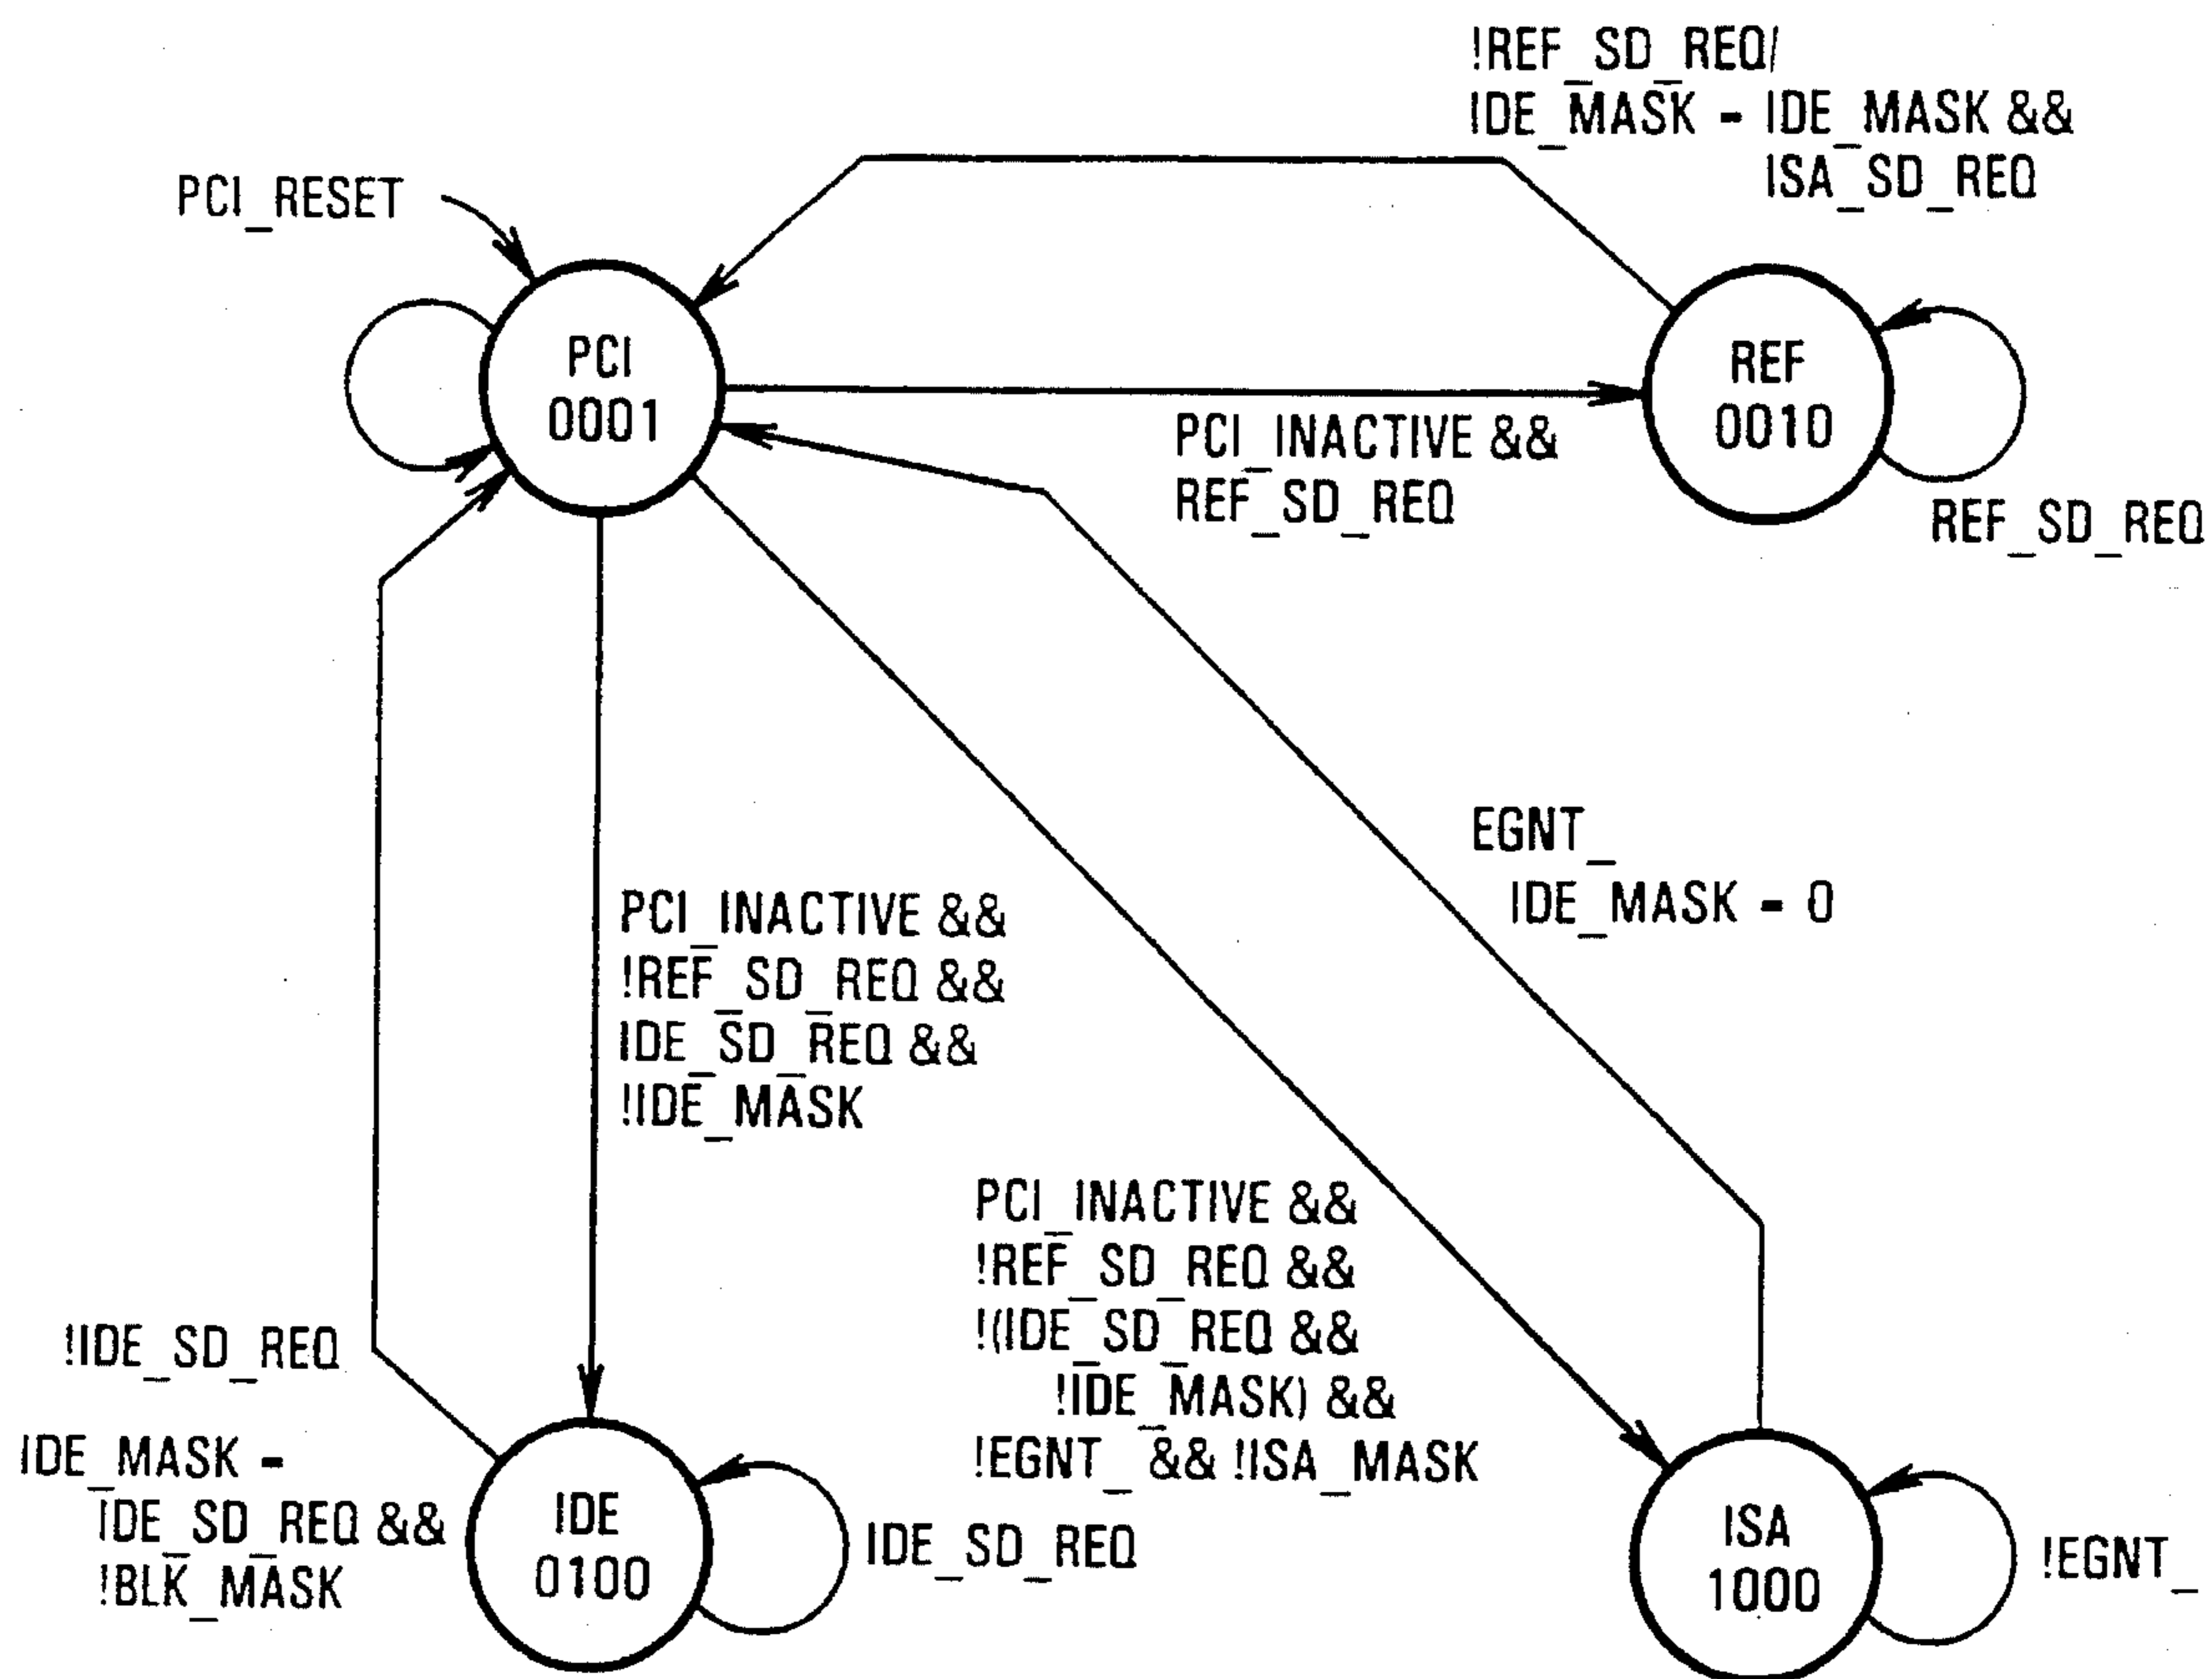 !REF_SD_REQ/
IDE_MASK = IDE_MASK &&
ISA_SD_REQ
PCI_RESET
PCI
0001
REF
0010
PCI_INACTIVE &&
REF_SD_REQ
REF_SD_REQ
EGNT_
IDE_MASK = 0
PCI_INACTIVE &&
!REF_SD_REQ &&
IDE_SD_REQ &&
!IDE_MASK
PCI_INACTIVE &&
!REF_SD_REQ &&
!(IDE_SD_REQ &&
!IDE_MASK) &&
!EGNT_ && !ISA_MASK
!IDE_SD_REQ
IDE_MASK =
IDE_SD_REQ &&
!BLK_MASK
IDE
0100
IDE_SD_REQ
ISA
1000
!EGNT_